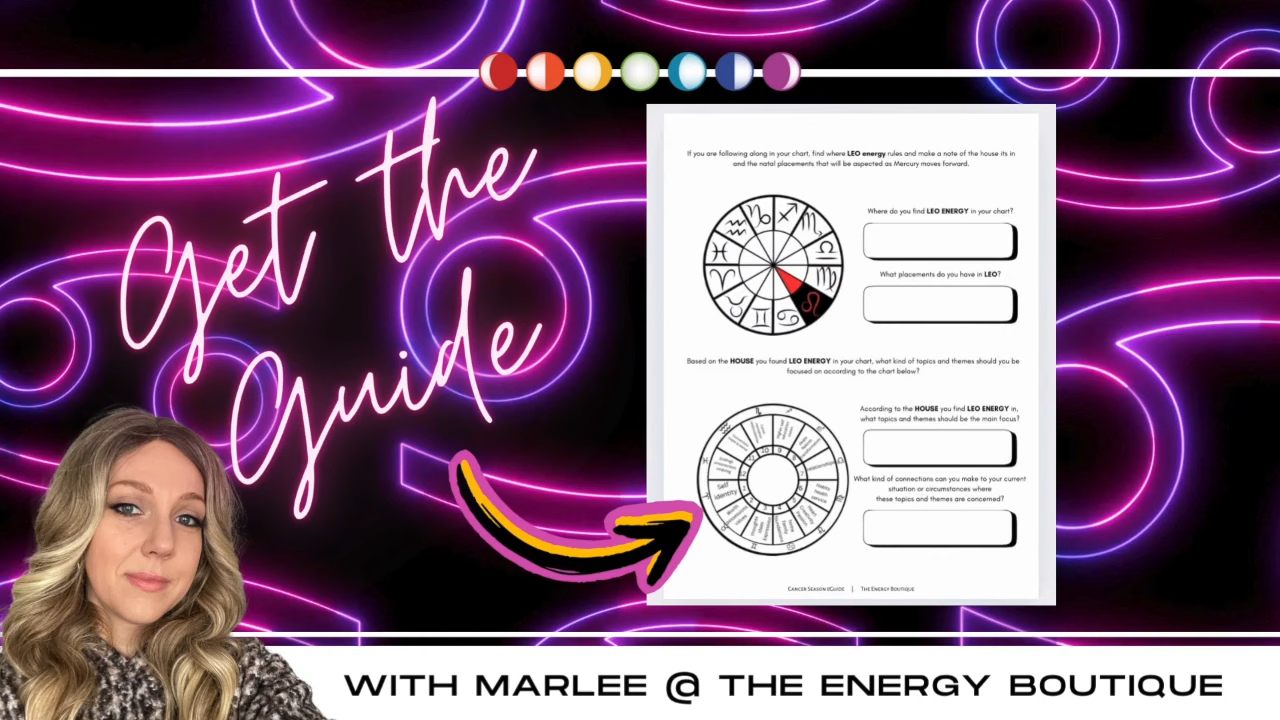 Get the
Guide
If you are following along in your chart, find where LEO energy rules and make a note of the house its in
and the natal placements that will be aspected as Mercury moves forward.
Where do you find LEO ENERGY in your chart?
What placements do you have in LEO?
Based on the HOUSE you found LEO ENERGY in your chart, what kind of topics and themes should you be
focused on according to the chart below?
According to the HOUSE you find LEO ENERGY in,
what topics and themes should be the main focus?
Self
Identity
Habits
health
service
What kind of connections can you make to your current
situation or circumstances where
these topics and themes are concerned?
Cancer Season eGuide | The Energy Boutique
WITH MARLEE @ THE ENERGY BOUTIQUE